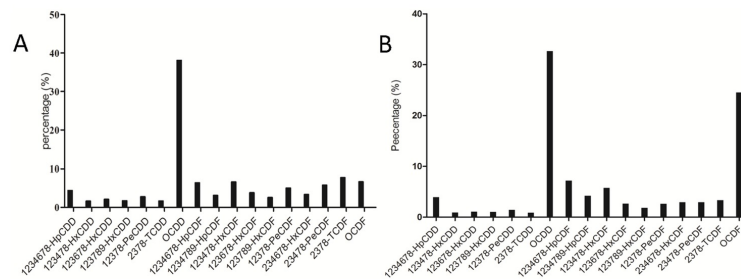 A
percentage (%)
50
40
30
20
10
0
1234678-HpCDD
123478-HxCDD
123678-HxCDD
123789-HxCDD
12378-PeCDD
2378-TCDD
OCDD
1234678-HpCDF
1234789-HpCDF
123478-HxCDF
123678-HxCDF
123789-HxCDF
12378-PeCDF
234678-HxCDF
23478-PeCDF
2378-TCDF
OCDF
B
Peecentage (%)
40
30
20
10
0
1234678-HpCDD
123478-HxCDD
123678-HxCDD
123789-HxCDD
12378-PeCDD
2378-TCDD
OCDD
1234678-HpCDF
1234789-HpCDF
123478-HxCDF
123678-HxCDF
123789-HxCDF
12378-PeCDF
234678-HxCDF
23478-PeCDF
2378-TCDF
OCDF